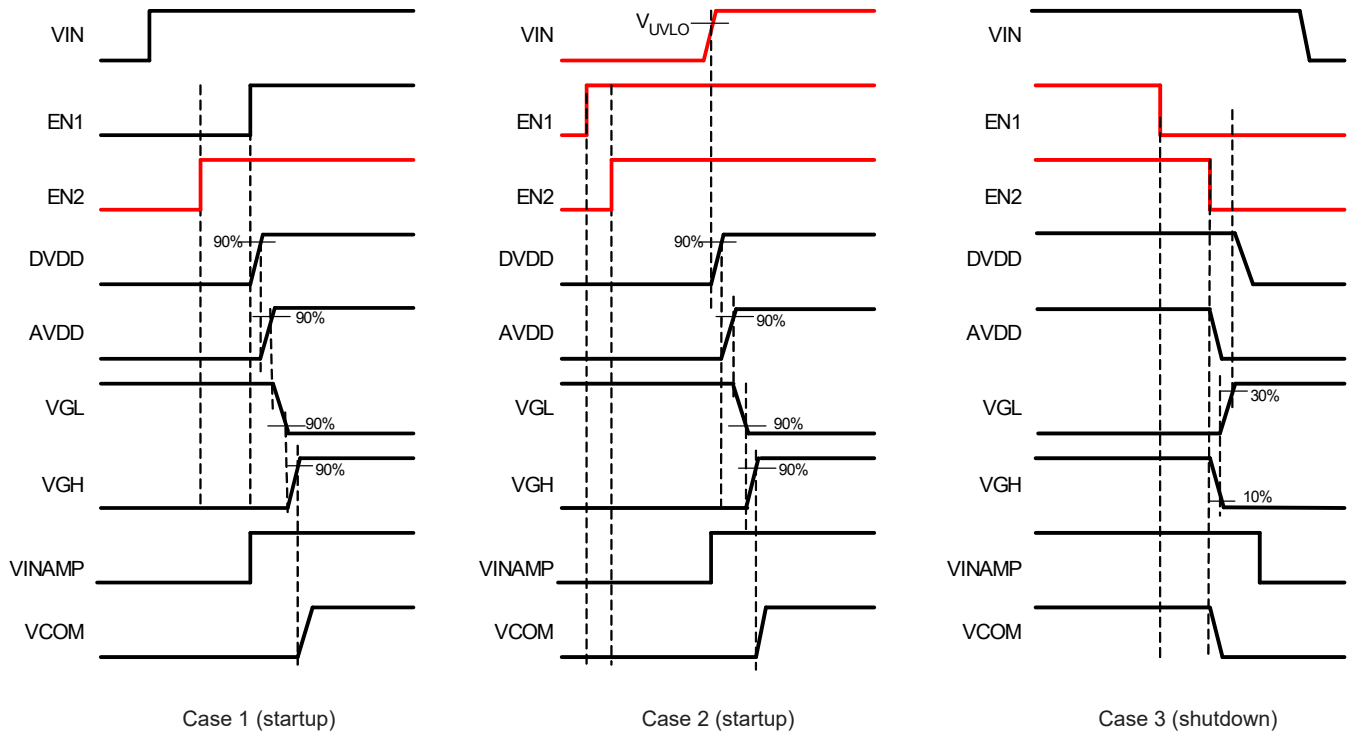 VIN
EN1
EN2
DVDD
90%
AVDD
90%
VGL
90%
VGH
90%
VINAMP
VCOM
Case 1 (startup)
VIN
VUVLO
EN1
EN2
DVDD
90%
AVDD
90%
VGL
90%
VGH
90%
VINAMP
VCOM
Case 2 (startup)
VIN
EN1
EN2
DVDD
AVDD
VGL
30%
VGH
10%
VINAMP
VCOM
Case 3 (shutdown)